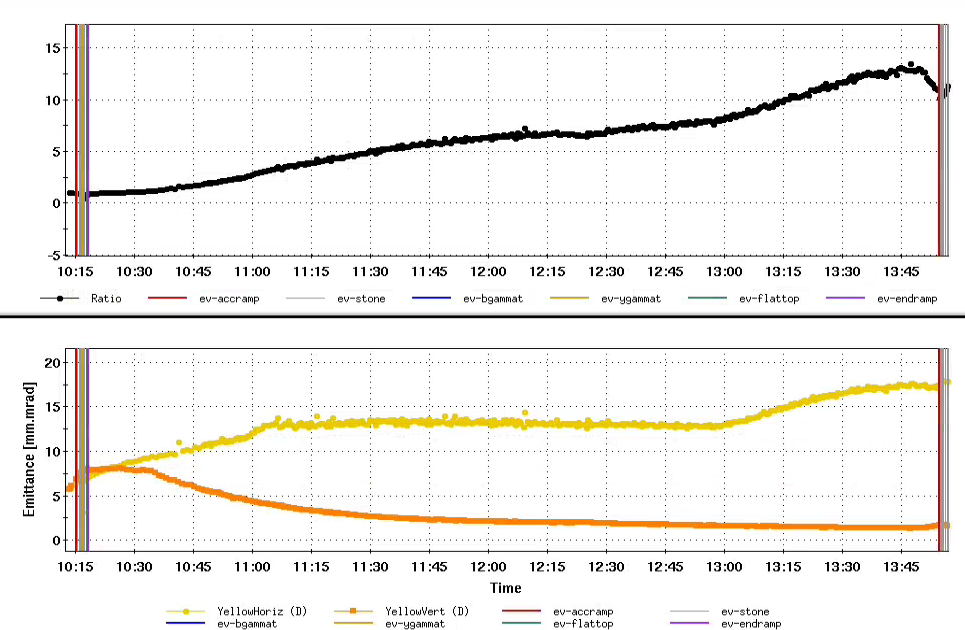 15
10
5
0
-5
10:15 10:30 10:45 11:00 11:15 11:30 11:45 12:00 12:15 12:30 12:45 13:00 13:15 13:30 13:45
Ratio ev-accramp ev-stone ev-bgammat ev-ygammat ev-flattop ev-endramp
Emittance [mm.mrad]
20
15
10
5
0
10:15 10:30 10:45 11:00 11:15 11:30 11:45 12:00 12:15 12:30 12:45 13:00 13:15 13:30 13:45
Time
YellowHoriz (D) YellowVert (D) ev-accramp ev-stone
ev-bgammat ev-ygammat ev-flattop ev-endramp